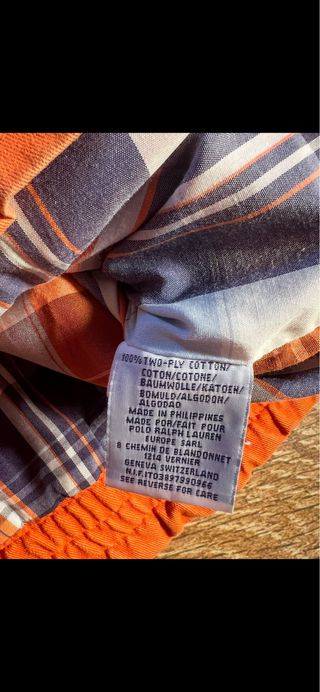 100% TWO-PLY COTTON/
COTON/COTONE/
BAUMWOLLE/KATOEN/
BOMULD/ALGODON/
ALGODAO
MADE IN PHILIPPINES
MADE FOR/FAIT POUR
POLO RALPH LAUREN
EUROPE SARL
8 CHEMIN DE BLANDONNET
1214 VERNIER
GENEVA SWITZERLAND
N.I.F IT03897990966
SEE REVERSE FOR CARE